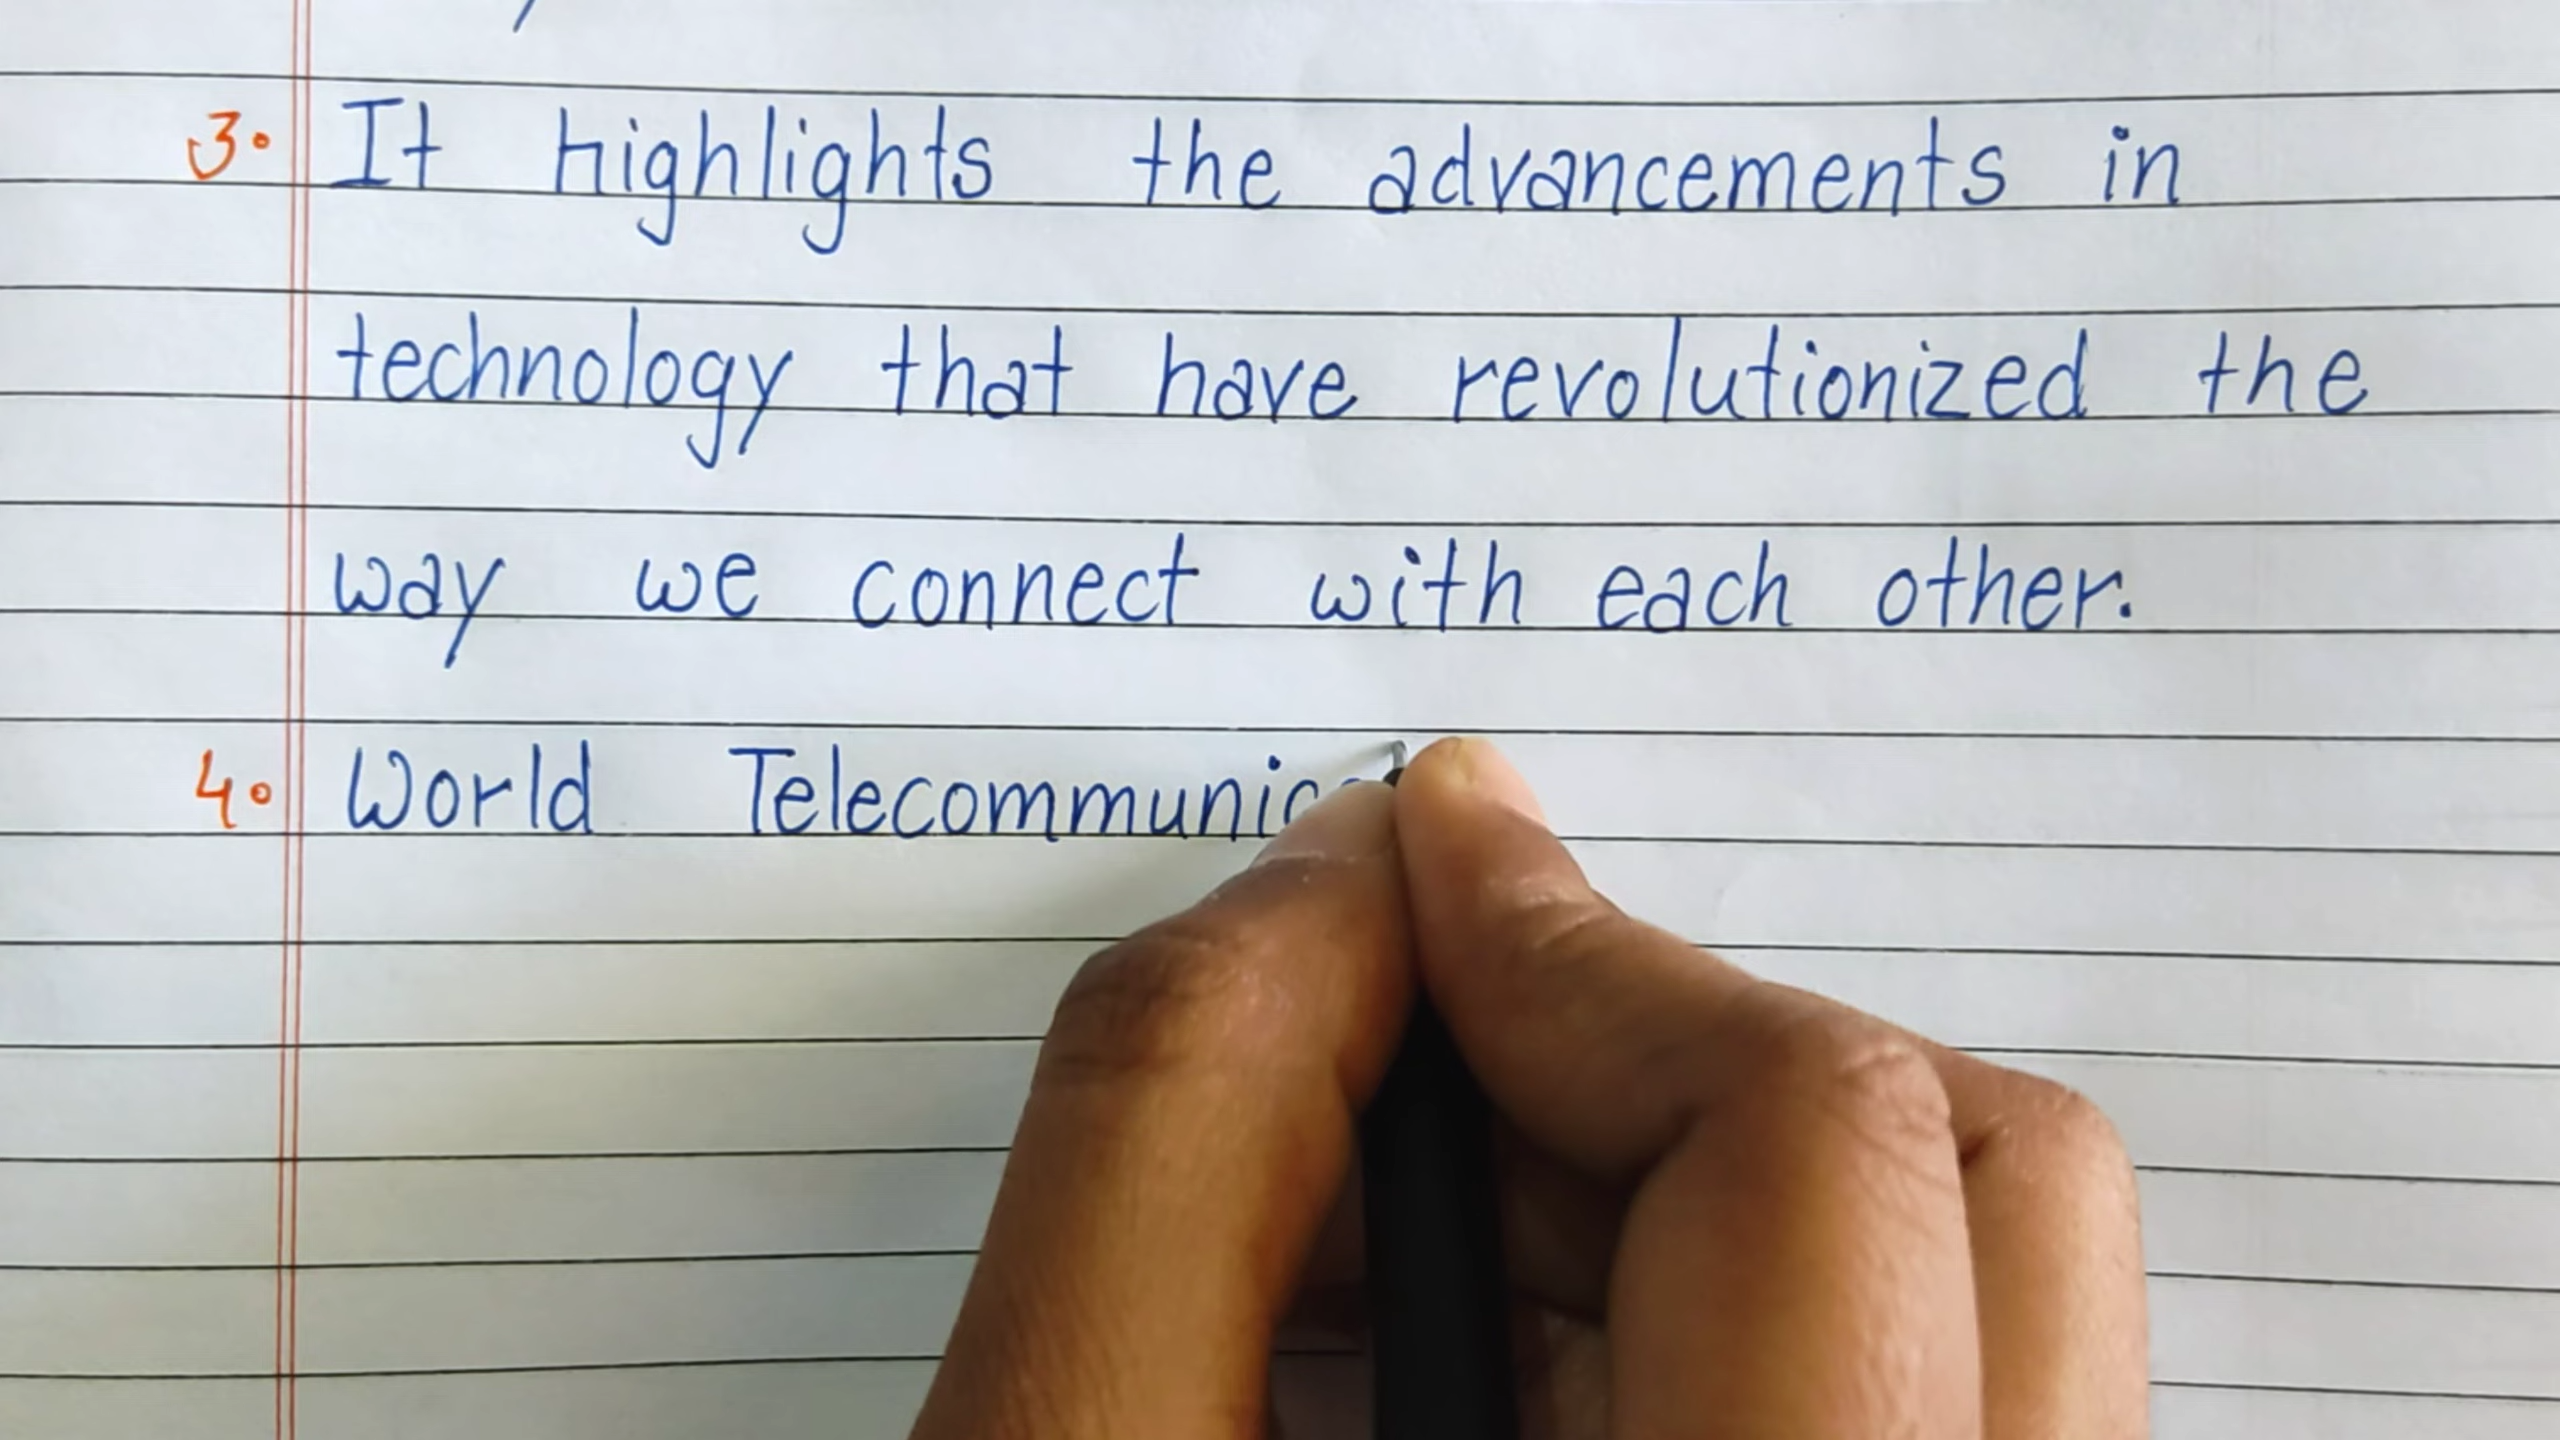 3. It highlights the advancements in
technology that have revolutionized the
way we connect with each other.
4. World Telecommunic